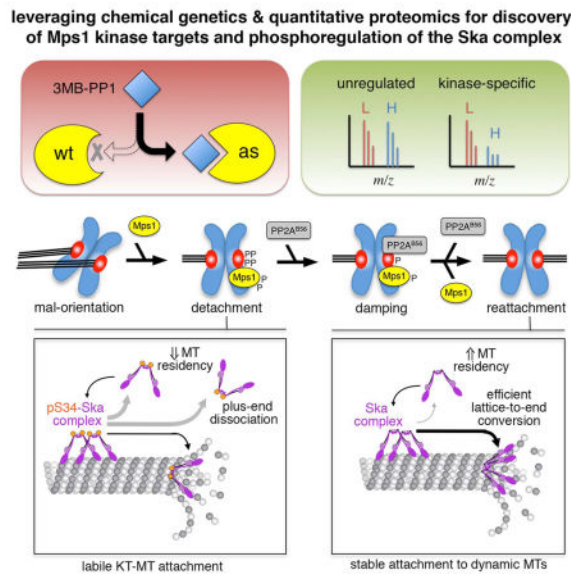 leveraging chemical genetics & quantitative proteomics for discovery
of Mps1 kinase targets and phosphoregulation of the Ska complex
3MB-PP1
wt
as
unregulated
kinase-specific
L
H
L
H
m/z
m/z
Mps1
PP2A^B56
PP2A^B56
PP2A^B56
PP
PP
Mps1
P
P
P
Mps1
P
Mps1
mal-orientation
detachment
damping
reattachment
⇓ MT
residency
pS34-Ska
complex
plus-end
dissociation
⇑ MT
residency
Ska
complex
efficient
lattice-to-end
conversion
labile KT-MT attachment
stable attachment to dynamic MTs